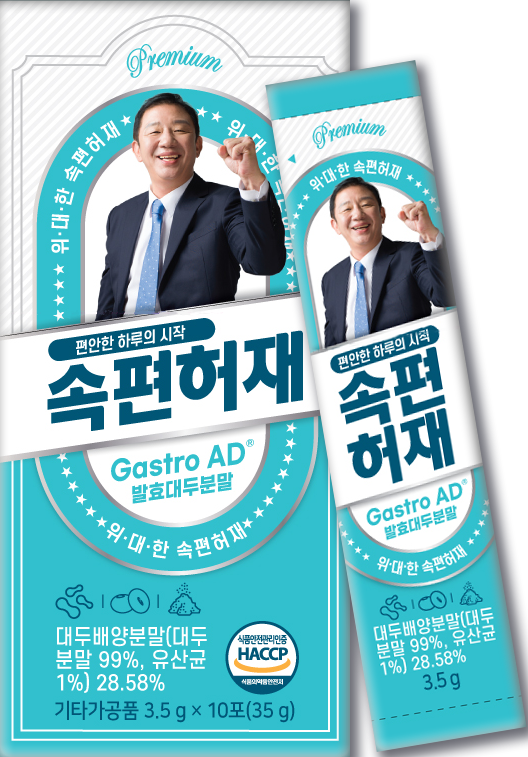 Premium
위·대·한 속편허재
위·대·한
편안한 하루의 시작
속편허재
Gastro AD®
발효대두분말
위·대·한 속편허재
대두배양분말(대두
분말 99%, 유산균
1%) 28.58%
식품안전관리인증
HACCP
식품의약품안전처
기타가공품 3.5 g × 10포(35 g)
Premium
위·대·한 속편허재
편안한 하루의 시작
속편
허재
Gastro AD®
발효대두분말
위·대·한 속편허재
대두배양분말(대두
분말 99%, 유산균
1%) 28.58%
3.5 g